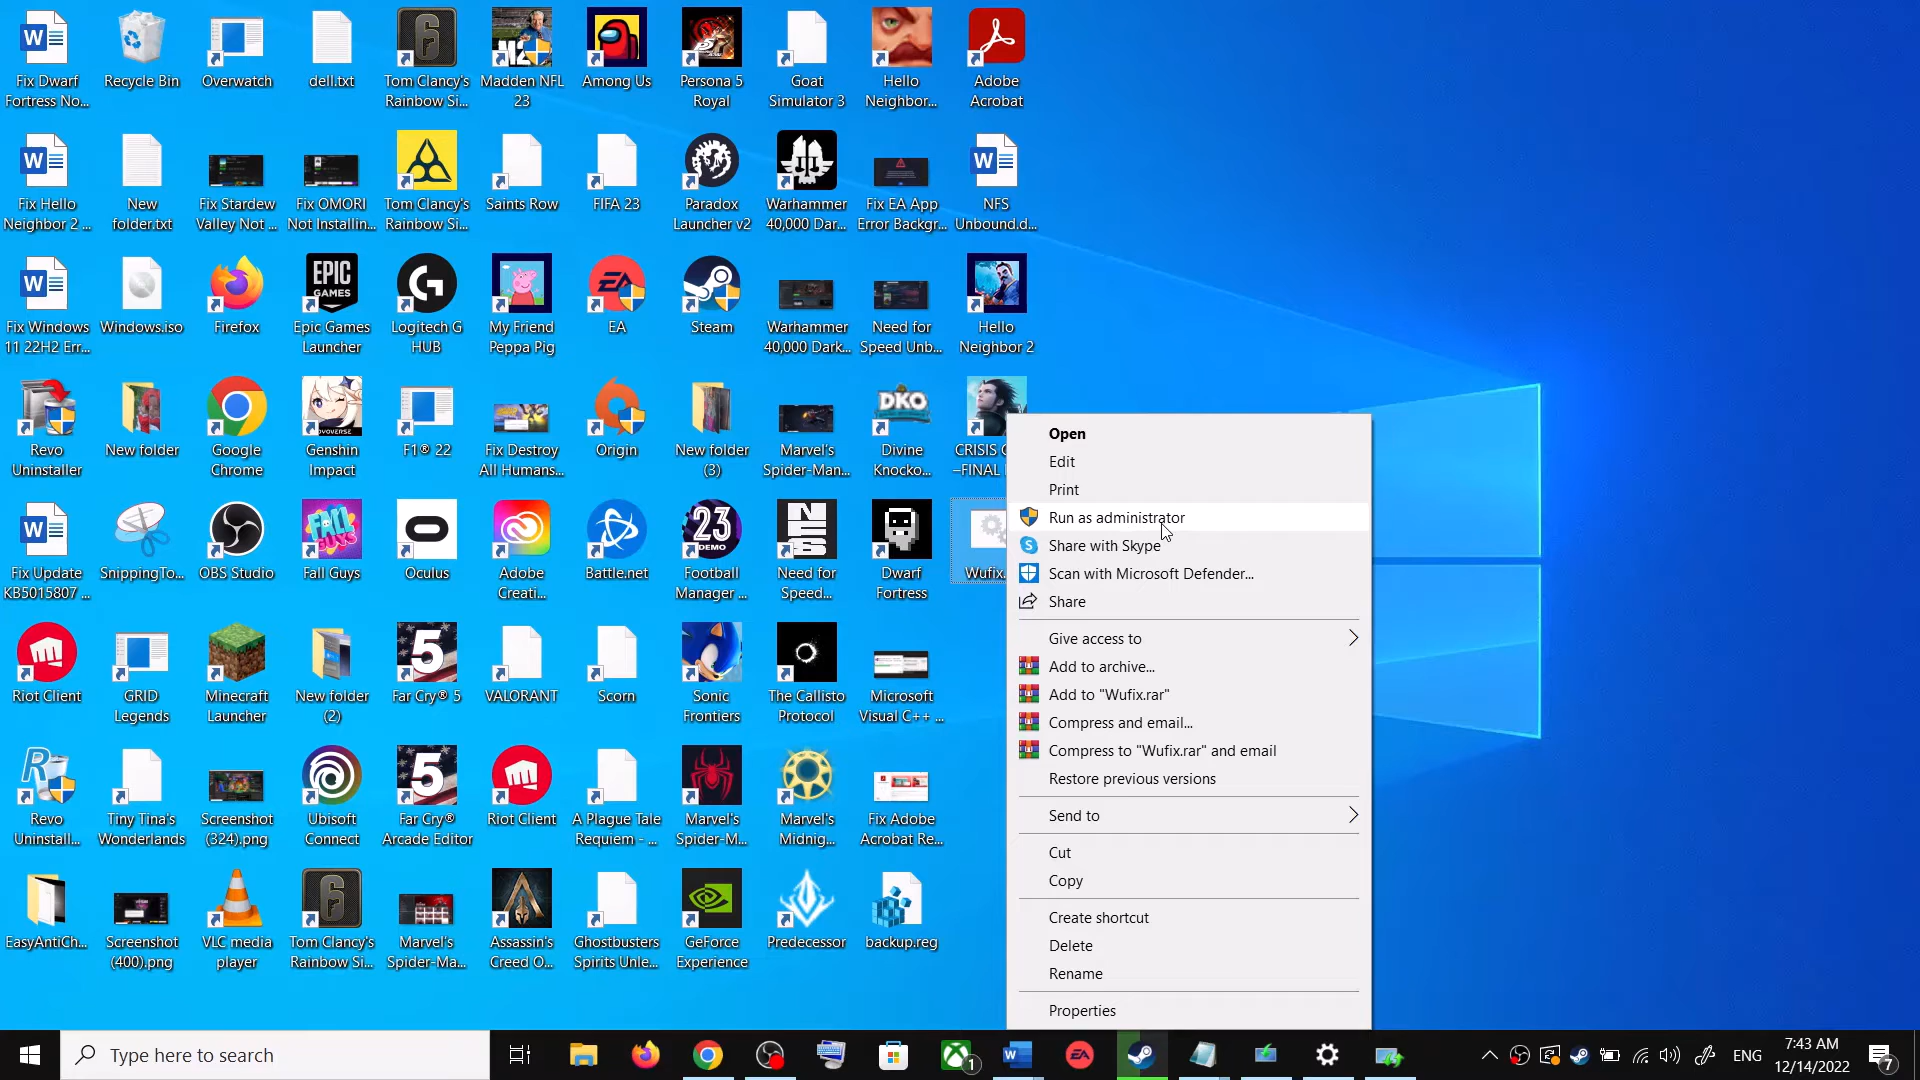 Fix Dwarf
Fortress No...
Recycle Bin
Overwatch
dell.txt
Tom Clancy's
Rainbow Si...
Madden NFL
23
Among Us
Persona 5
Royal
Goat
Simulator 3
Hello
Neighbor...
Adobe
Acrobat
Fix Hello
Neighbor 2 ...
New
folder.txt
Fix Stardew
Valley Not ...
Fix OMORI
Not Installin...
Tom Clancy's
Rainbow Si...
Saints Row
FIFA 23
Paradox
Launcher v2
Warhammer
40,000 Dar...
Fix EA App
Error Backgr...
NFS
Unbound.d...
EPIC
GAMES
Fix Windows
11 22H2 Err...
Windows.iso
Firefox
Epic Games
Launcher
Logitech G
HUB
My Friend
Peppa Pig
EA
Steam
Warhammer
40,000 Dark...
Need for
Speed Unb...
Hello
Neighbor 2
DKO
Revo
Uninstaller
New folder
Google
Chrome
Genshin
Impact
F1® 22
Fix Destroy
All Humans...
Origin
New folder
(3)
Marvel's
Spider-Man...
Divine
Knocko...
CRISIS C
–FINAL
23
DEMO
Fix Update
KB5015807 ...
SnippingTo...
OBS Studio
FALL
GUYS
Fall Guys
Oculus
Adobe
Creati...
Battle.net
Football
Manager ...
Need for
Speed...
Dwarf
Fortress
Wufix.
Riot Client
GRID
Legends
Minecraft
Launcher
New folder
(2)
Far Cry® 5
VALORANT
Scorn
Sonic
Frontiers
The Callisto
Protocol
Microsoft
Visual C++ ...
Revo
Uninstall...
Tiny Tina's
Wonderlands
Screenshot
(324).png
Ubisoft
Connect
Far Cry®
Arcade Editor
Riot Client
A Plague Tale
Requiem - ...
Marvel's
Spider-M...
Marvel's
Midnig...
Fix Adobe
Acrobat Re...
EasyAntiCh...
Screenshot
(400).png
VLC media
player
Tom Clancy's
Rainbow Si...
Marvel's
Spider-Ma...
Assassin's
Creed O...
Ghostbusters
Spirits Unle...
GeForce
Experience
Predecessor
backup.reg
Open
Edit
Print
Run as administrator
Share with Skype
Scan with Microsoft Defender...
Share
Give access to
Add to archive...
Add to "Wufix.rar"
Compress and email...
Compress to "Wufix.rar" and email
Restore previous versions
Send to
Cut
Copy
Create shortcut
Delete
Rename
Properties
Type here to search
1
ENG
7:43 AM
12/14/2022
7